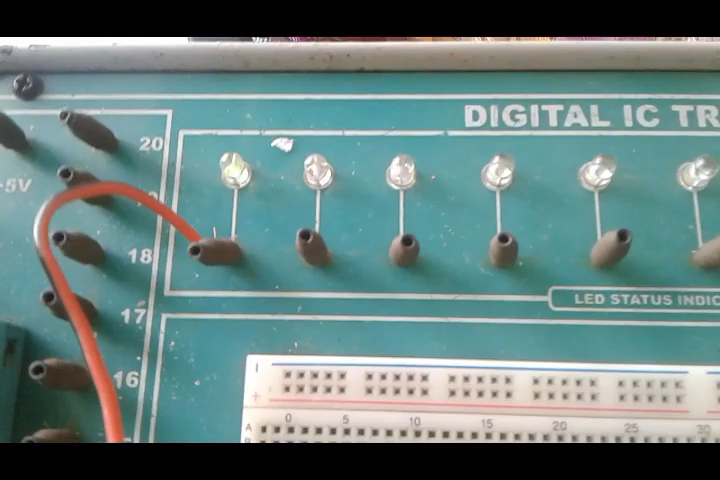 DIGITAL IC TR
20
-5V
18
17
LED STATUS INDIC
16
0 5 10 15 20 25 30
A